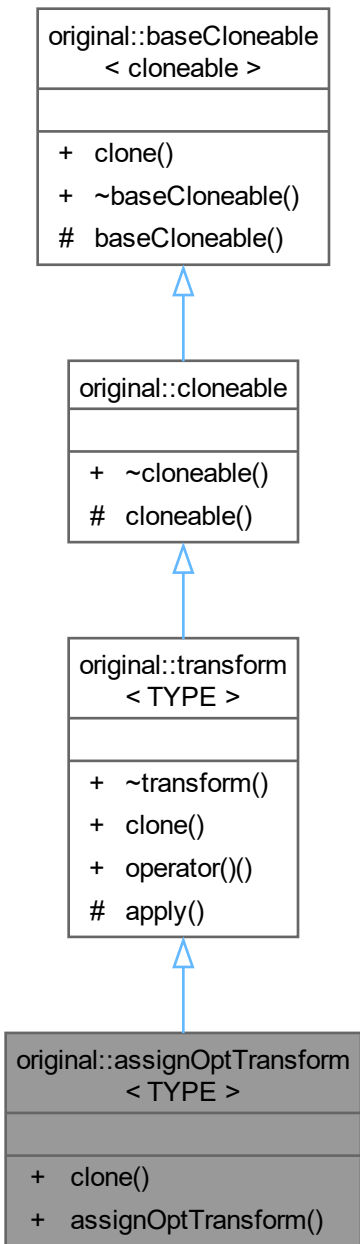 original::baseCloneable
< cloneable >
+ clone()
+ ~baseCloneable()
# baseCloneable()
original::cloneable
+ ~cloneable()
# cloneable()
original::transform
< TYPE >
+ ~transform()
+ clone()
+ operator()()
# apply()
original::assignOptTransform
< TYPE >
+ clone()
+ assignOptTransform()